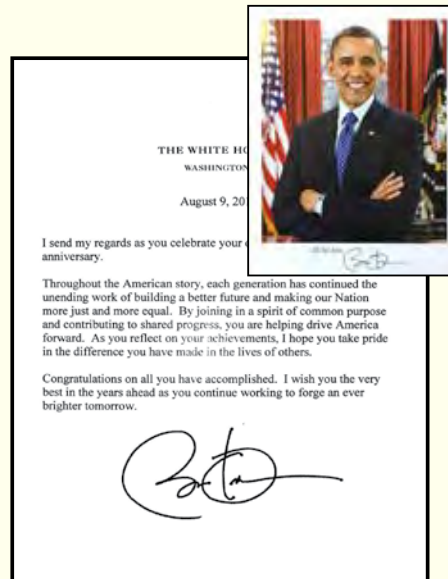 THE WHITE HO
WASHINGTON
August 9, 20
I send my regards as you celebrate your
anniversary.
Throughout the American story, each generation has continued the
unending work of building a better future and making our Nation
more just and more equal. By joining in a spirit of common purpose
and contributing to shared progress, you are helping drive America
forward. As you reflect on your achievements, I hope you take pride
in the difference you have made in the lives of others.
Congratulations on all you have accomplished. I wish you the very
best in the years ahead as you continue working to forge an ever
brighter tomorrow.